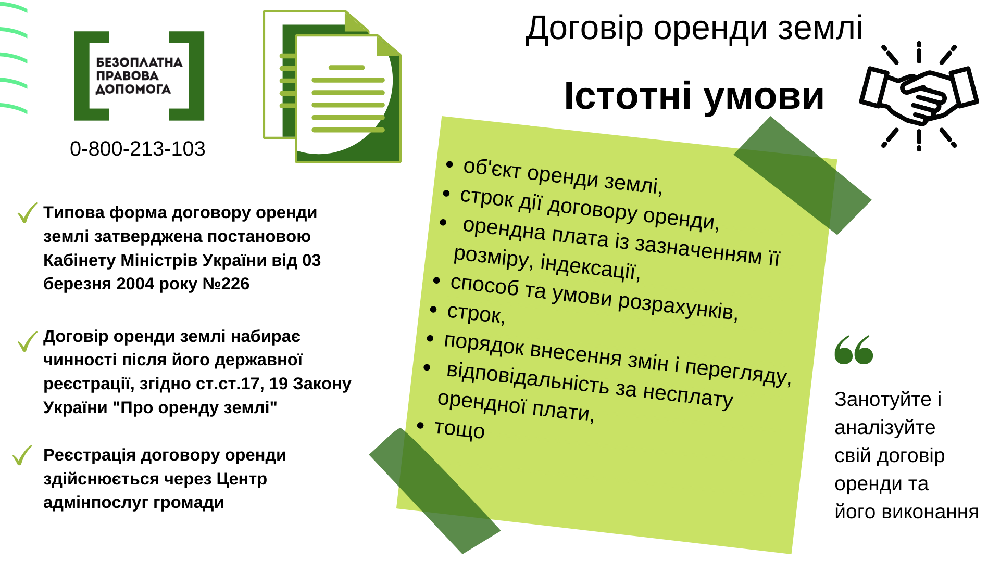 БЕЗОПЛАТНА
ПРАВОВА
ДОПОМОГА
0-800-213-103
Договір оренди землі
Істотні умови
Типова форма договору оренди
землі затверджена постановою
Кабінету Міністрів України від 03
березня 2004 року №226
Договір оренди землі набирає
чинності після його державної
реєстрації, згідно ст.ст.17, 19 Закону
України "Про оренду землі"
Реєстрація договору оренди
здійснюється через Центр
адмінпослуг громади
• об'єкт оренди землі,
• строк дії договору оренди,
• орендна плата із зазначенням її
розміру, індексації,
• способ та умови розрахунків,
• строк,
• порядок внесення змін і перегляду,
• відповідальність за несплату
орендної плати,
• тощо
Занотуйте і
аналізуйте
свій договір
оренди та
його виконання